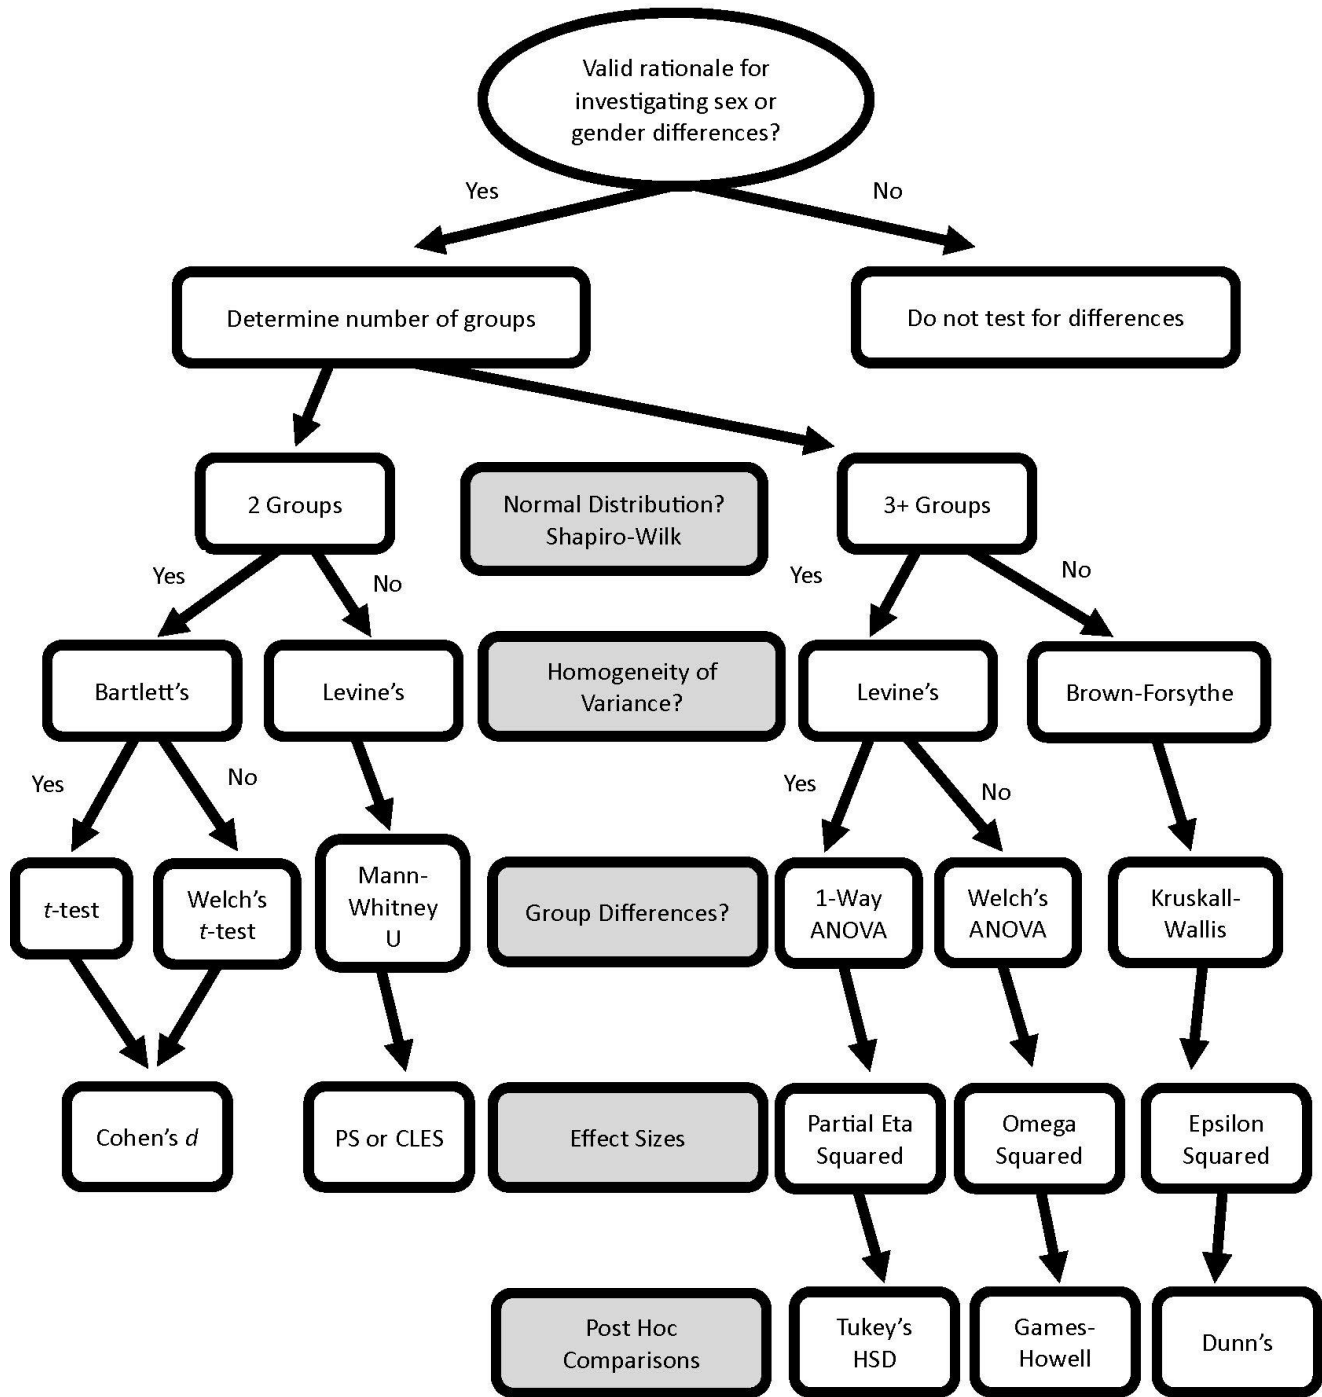 Valid rationale for
investigating sex or
gender differences?
Yes
No
Determine number of groups
Do not test for differences
2 Groups
Normal Distribution?
Shapiro-Wilk
3+ Groups
Yes
No
Yes
No
Bartlett's
Levine's
Homogeneity of
Variance?
Levine's
Brown-Forsythe
Yes
No
Yes
No
t-test
Welch's
t-test
Mann-
Whitney
U
Group Differences?
1-Way
ANOVA
Welch's
ANOVA
Kruskall-
Wallis
Cohen's d
PS or CLES
Effect Sizes
Partial Eta
Squared
Omega
Squared
Epsilon
Squared
Post Hoc
Comparisons
Tukey's
HSD
Games-
Howell
Dunn's